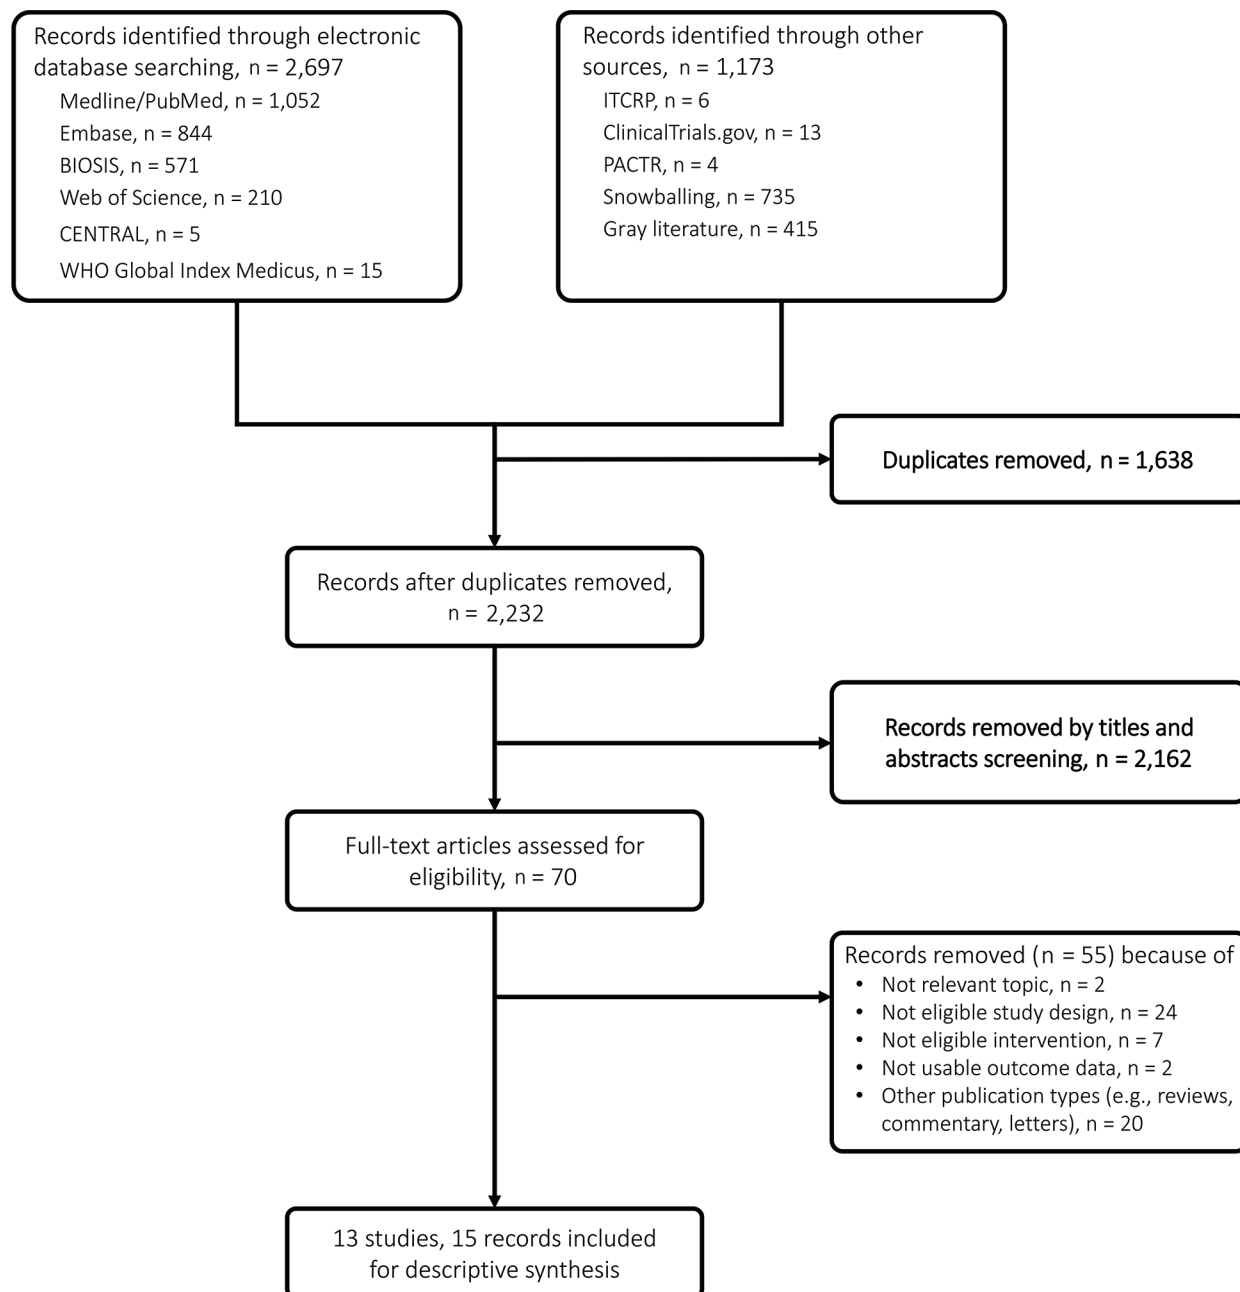 Records identified through electronic
database searching, n = 2,697
Medline/PubMed, n = 1,052
Embase, n = 844
BIOSIS, n = 571
Web of Science, n = 210
CENTRAL, n = 5
WHO Global Index Medicus, n = 15
Records identified through other
sources, n = 1,173
ITCRP, n = 6
ClinicalTrials.gov, n = 13
PACTR, n = 4
Snowballing, n = 735
Gray literature, n = 415
Duplicates removed, n = 1,638
Records after duplicates removed,
n = 2,232
Records removed by titles and
abstracts screening, n = 2,162
Full-text articles assessed for
eligibility, n = 70
Records removed (n = 55) because of
• Not relevant topic, n = 2
• Not eligible study design, n = 24
• Not eligible intervention, n = 7
• Not usable outcome data, n = 2
• Other publication types (e.g., reviews,
commentary, letters), n = 20
13 studies, 15 records included
for descriptive synthesis